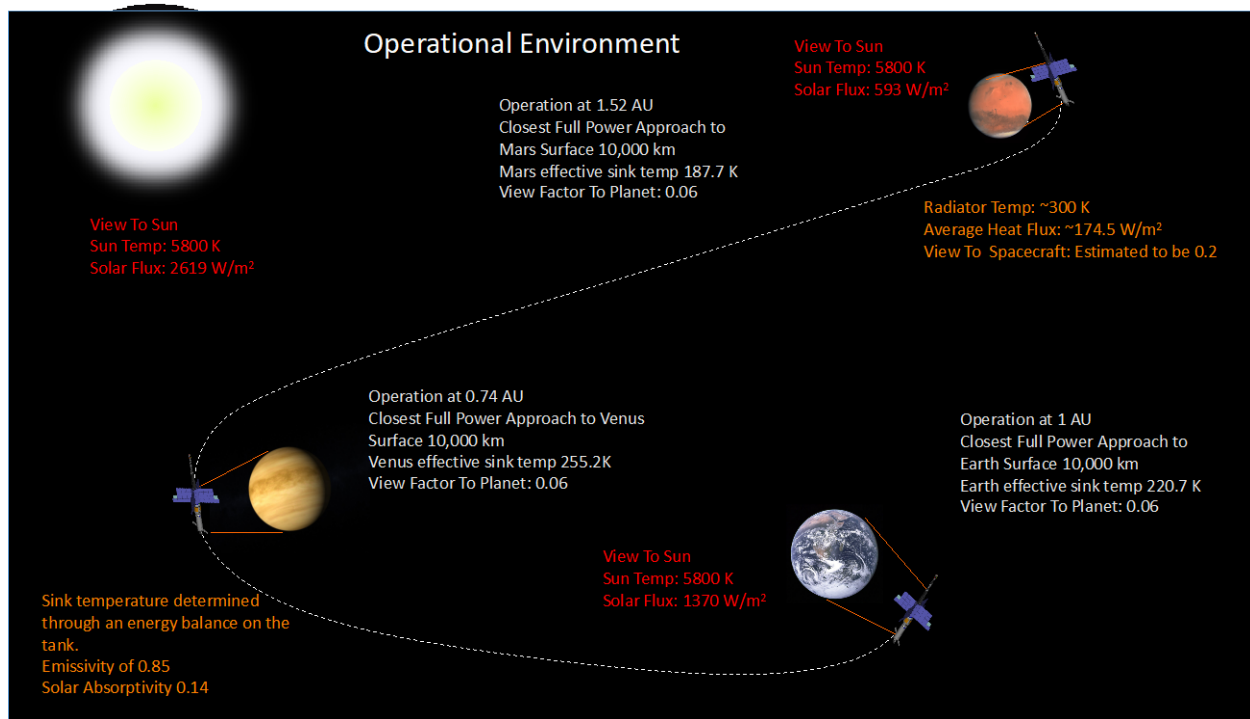 Operational Environment
View To Sun
Sun Temp: 5800 K
Solar Flux: 593 W/m²
Operation at 1.52 AU
Closest Full Power Approach to
Mars Surface 10,000 km
Mars effective sink temp 187.7 K
View Factor To Planet: 0.06
View To Sun
Sun Temp: 5800 K
Solar Flux: 2619 W/m²
Radiator Temp: ~300 K
Average Heat Flux: ~174.5 W/m²
View To  Spacecraft: Estimated to be 0.2
Operation at 0.74 AU
Closest Full Power Approach to Venus
Surface 10,000 km
Venus effective sink temp 255.2K
View Factor To Planet: 0.06
Operation at 1 AU
Closest Full Power Approach to
Earth Surface 10,000 km
Earth effective sink temp 220.7 K
View Factor To Planet: 0.06
View To Sun
Sun Temp: 5800 K
Solar Flux: 1370 W/m²
Sink temperature determined
through an energy balance on the
tank.
Emissivity of 0.85
Solar Absorptivity 0.14